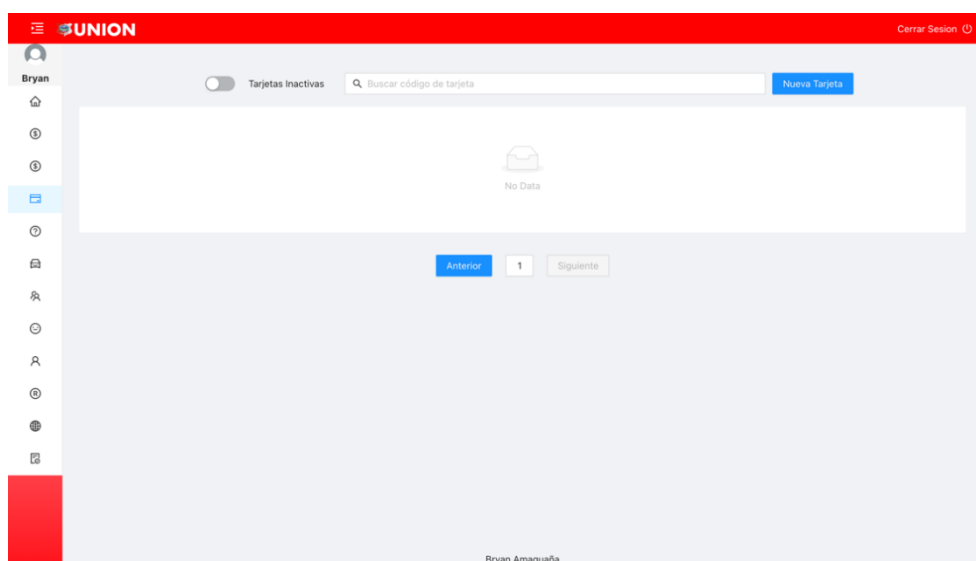 UNION
Cerrar Sesion
Bryan
Tarjetas Inactivas
Buscar código de tarjeta
Nueva Tarjeta
No Data
Anterior
1
Siguiente
Bryan Amaguaña